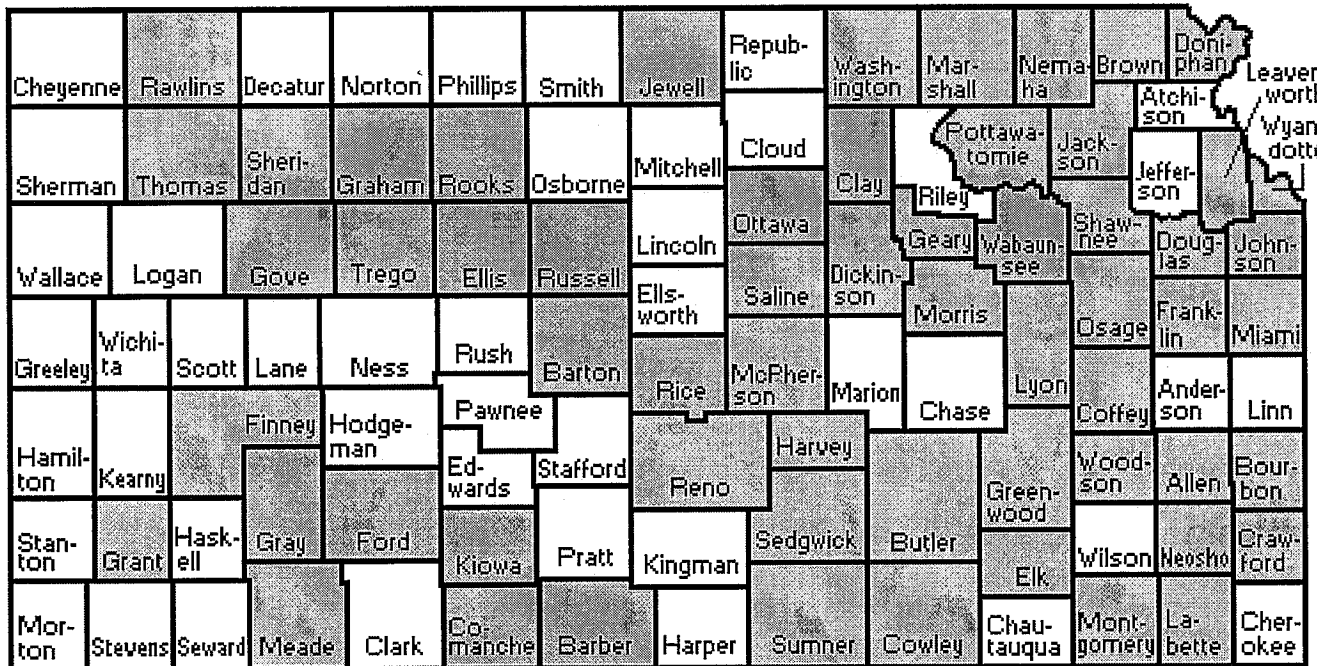 Cheyenne
Rawlins
Decatur
Norton
Phillips
Smith
Jewell
Repub-
lic
Wash-
ington
Mar-
shall
Nema-
ha
Brown
Doni-
phan
Leaven
worth
Atchi-
son
Wyan
dotte
Sherman
Thomas
Sheri-
dan
Graham
Rooks
Osborne
Mitchell
Cloud
Clay
Riley
Pottawa-
tomie
Jack-
son
Jeffer-
son
Wallace
Logan
Gove
Trego
Ellis
Russell
Lincoln
Ottawa
Dickin-
son
Geary
Wabaun-
see
Shaw-
nee
Doug-
las
John-
son
Greeley
Wichi-
ta
Scott
Lane
Ness
Rush
Barton
Ells-
worth
Saline
Morris
Osage
Frank-
lin
Miami
Rice
McPher-
son
Marion
Chase
Lyon
Coffey
Ander-
son
Linn
Hamil-
ton
Kearny
Finney
Hodge-
man
Pawnee
Ed-
wards
Stafford
Reno
Harvey
Butler
Green-
wood
Wood-
son
Allen
Bour-
bon
Stan-
ton
Grant
Hask-
ell
Gray
Ford
Kiowa
Pratt
Kingman
Sedgwick
Elk
Wilson
Neosho
Craw-
ford
Mor-
ton
Stevens
Seward
Meade
Clark
Co-
manche
Barber
Harper
Sumner
Cowley
Chau-
tauqua
Mont-
gomery
La-
bette
Cher-
okee